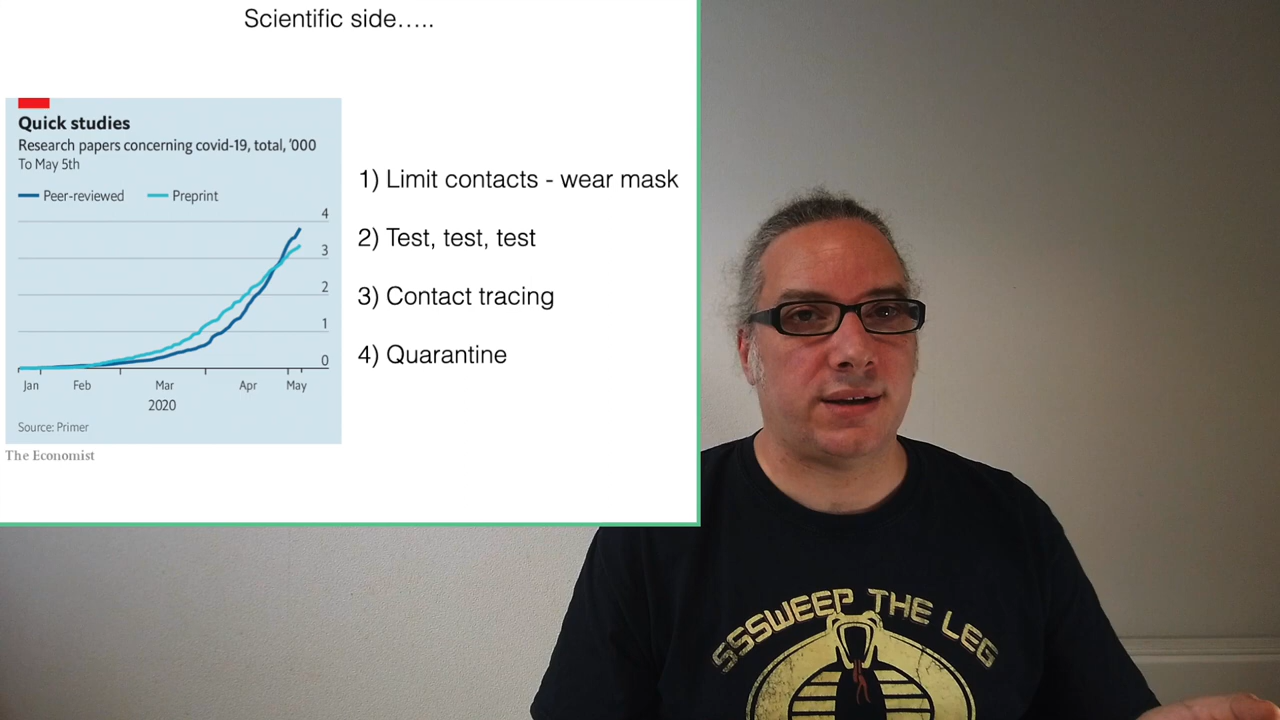 Scientific side.....
Quick studies
Research papers concerning covid-19, total, '000
To May 5th
Peer-reviewed
Preprint
4
3
2
1
0
Jan Feb Mar Apr May
2020
Source: Primer
The Economist
1) Limit contacts - wear mask
2) Test, test, test
3) Contact tracing
4) Quarantine
SSSWEEP THE LEG